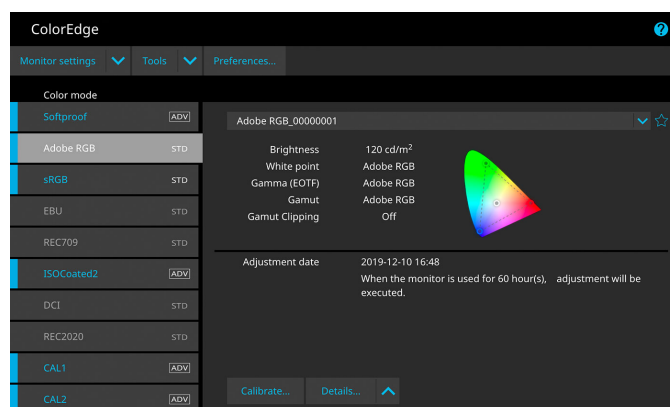 ColorEdge
Monitor settings Tools Preferences...
Color mode
Softproof ADV
Adobe RGB STD
sRGB STD
EBU STD
REC709 STD
ISOCoated2 ADV
DCI STD
REC2020 STD
CAL1 ADV
CAL2 ADV
Adobe RGB_00000001
Brightness 120 cd/m²
White point Adobe RGB
Gamma (EOTF) Adobe RGB
Gamut Adobe RGB
Gamut Clipping Off
Adjustment date 2019-12-10 16:48
When the monitor is used for 60 hour(s), adjustment will be
executed.
Calibrate... Details...